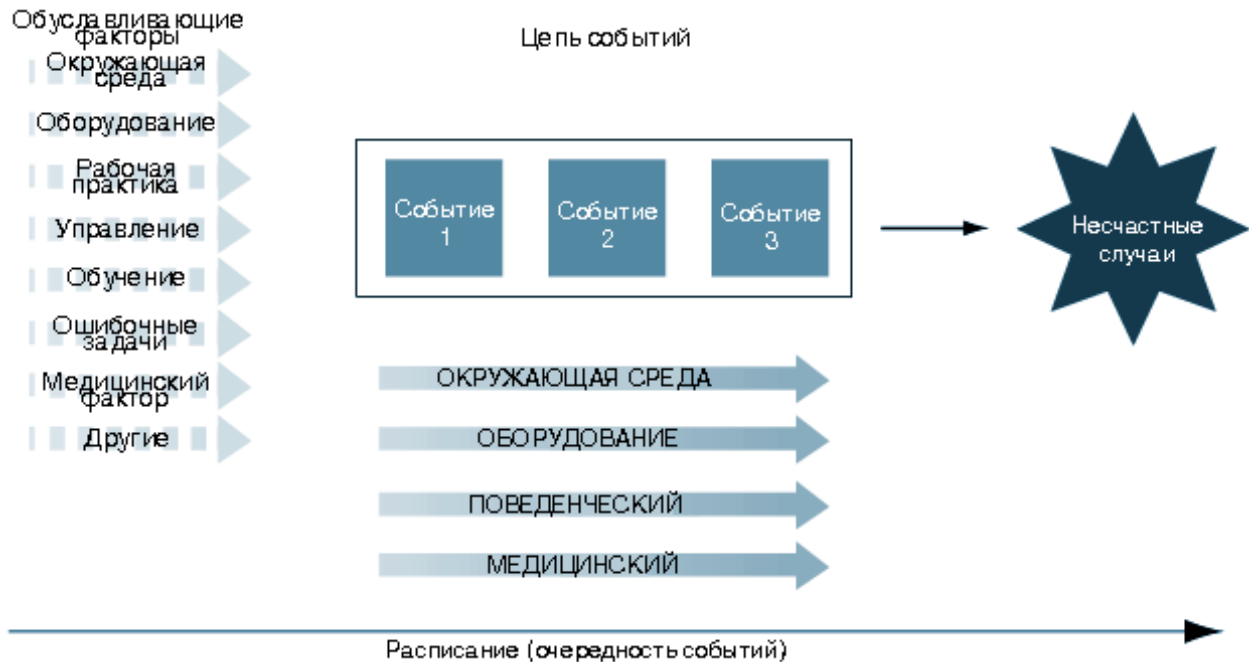 Обуславливающие
факторы
Окружающая
среда
Оборудование
Рабочая
практика
Управление
Обучение
Ошибочные
задачи
Медицинский
фактор
Другие
Цепь событий
Событие
1
Событие
2
Событие
3
Несчастные
случаи
ОКРУЖАЮЩАЯ СРЕДА
ОБОРУДОВАНИЕ
ПОВЕДЕНЧЕСКИЙ
МЕДИЦИНСКИЙ
Расписание (очередность событий)